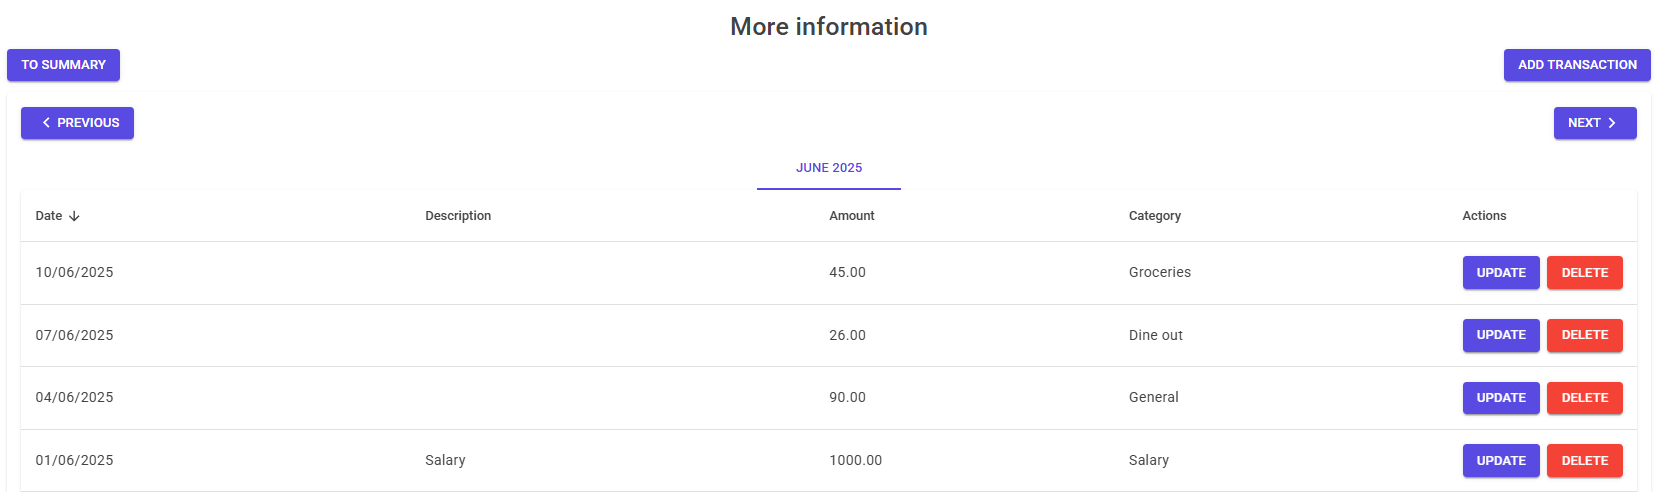 More information
TO SUMMARY ADD TRANSACTION
PREVIOUS NEXT
JUNE 2025
Date Description Amount Category Actions
10/06/2025 45.00 Groceries UPDATE DELETE
07/06/2025 26.00 Dine out UPDATE DELETE
04/06/2025 90.00 General UPDATE DELETE
01/06/2025 Salary 1000.00 Salary UPDATE DELETE